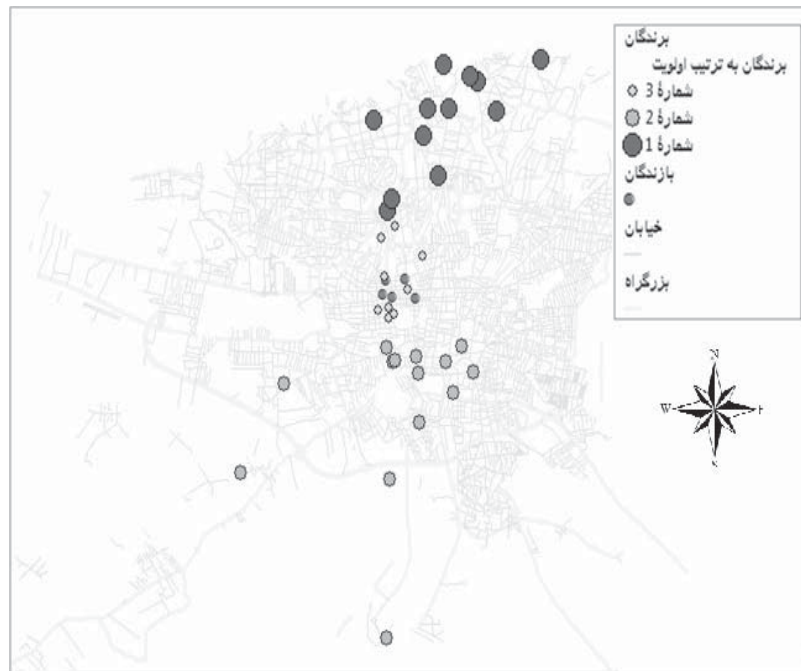 برندگان
برندگان به ترتیب اولویت
شمارهٔ 3
شمارهٔ 2
شمارهٔ 1
بازندگان
خیابان
بزرگراه
N
W
E
S